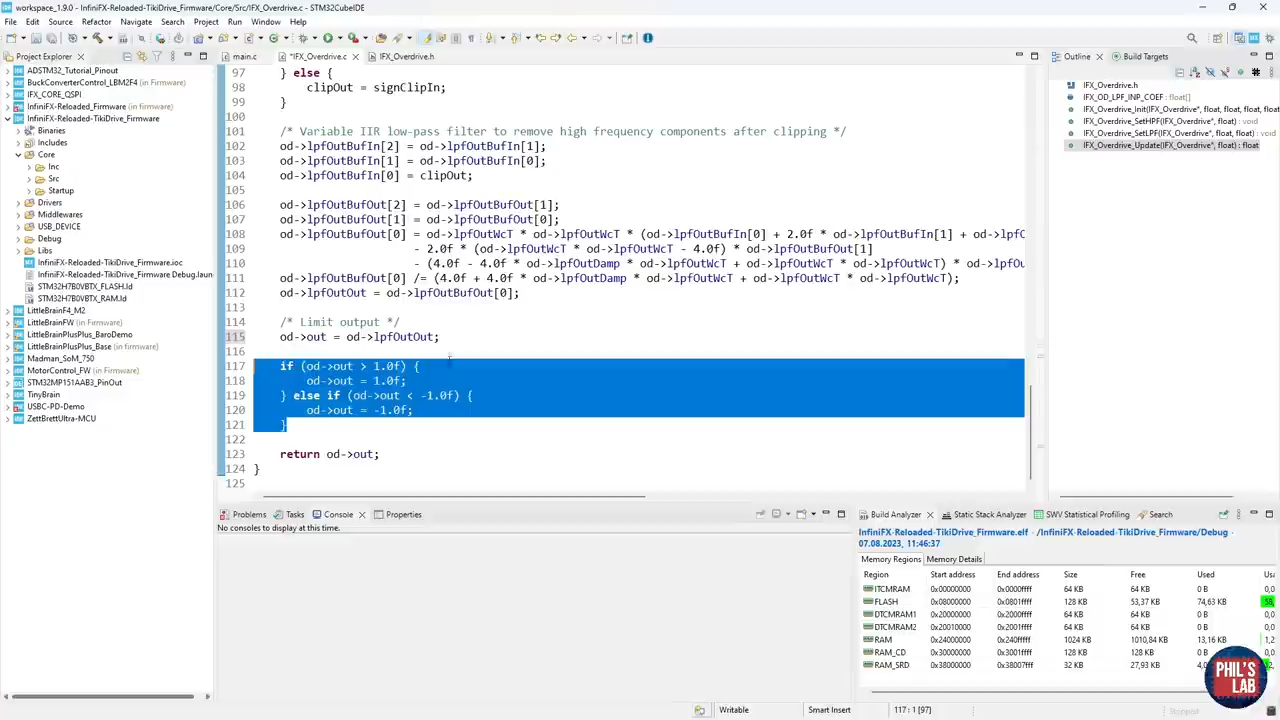 workspace_1.9.0 - InfiniFX-Reloaded-TikiDrive_Firmware/Core/Src/IFX_Overdrive.c - STM32CubeIDE
File Edit Source Refactor Navigate Search Project Run Window Help
Project Explorer
ADSTM32_Tutorial_Pinout
BuckConverterControl_LBM2F4 (in Firmware)
IFX_CORE_QSPI
InfiniFX-Reloaded_Firmware (in firmware)
InfiniFX-Reloaded-TikiDrive_Firmware
Binaries
Includes
Core
Inc
Src
Startup
Drivers
Middlewares
USB_DEVICE
Debug
Libs
InfiniFX-Reloaded-TikiDrive_Firmware.ioc
InfiniFX-Reloaded-TikiDrive_Firmware Debug.laun
STM32H7B0VBTX_FLASH.ld
STM32H7B0VBTX_RAM.ld
LittleBrainF4_M2
LittleBrainFW (in Firmware)
LittleBrainPlusPlus_BaroDemo
LittleBrainPlusPlus_Base (in Firmware)
Madman_SoM_750
MotorControl_FW (in Firmware)
STM32MP151AAB3_PinOut
TinyBrain
USBC-PD-Demo
ZettBrettUltra-MCU
main.c *IFX_Overdrive.c IFX_Overdrive.h
97 } else {
98 clipOut = signClipIn;
99 }
100
101 /* Variable IIR low-pass filter to remove high frequency components after clipping */
102 od->lpfOutBufIn[2] = od->lpfOutBufIn[1];
103 od->lpfOutBufIn[1] = od->lpfOutBufIn[0];
104 od->lpfOutBufIn[0] = clipOut;
105
106 od->lpfOutBufOut[2] = od->lpfOutBufOut[1];
107 od->lpfOutBufOut[1] = od->lpfOutBufOut[0];
108 od->lpfOutBufOut[0] = od->lpfOutWcT * od->lpfOutWcT * (od->lpfOutBufIn[0] + 2.0f * od->lpfOutBufIn[1] + od->lpfO
109 - 2.0f * (od->lpfOutWcT * od->lpfOutWcT - 4.0f) * od->lpfOutBufOut[1]
110 - (4.0f - 4.0f * od->lpfOutDamp * od->lpfOutWcT + od->lpfOutWcT * od->lpfOutWcT) * od->lpfOu
111 od->lpfOutBufOut[0] /= (4.0f + 4.0f * od->lpfOutDamp * od->lpfOutWcT + od->lpfOutWcT * od->lpfOutWcT);
112 od->lpfOutOut = od->lpfOutBufOut[0];
113
114 /* Limit output */
115 od->out = od->lpfOutOut;
116
117 if (od->out > 1.0f) {
118 od->out = 1.0f;
119 } else if (od->out < -1.0f) {
120 od->out = -1.0f;
121 }
122
123 return od->out;
124 }
125
Outline Build Targets
IFX_Overdrive.h
IFX_OD_LPF_INP_COEF : float[]
IFX_Overdrive_Init(IFX_Overdrive*, float, float, float, float,
IFX_Overdrive_SetHPF(IFX_Overdrive*, float) : void
IFX_Overdrive_SetLPF(IFX_Overdrive*, float, float) : void
IFX_Overdrive_Update(IFX_Overdrive*, float) : float
Problems Tasks Console Properties
No consoles to display at this time.
Build Analyzer Static Stack Analyzer SWV Statistical Profiling Search
InfiniFX-Reloaded-TikiDrive_Firmware.elf - /InfiniFX-Reloaded-TikiDrive_Firmware/Debug -
07.08.2023, 11:46:37
Memory Regions Memory Details
Region Start address End address Size Free Used Usa
ITCMRAM 0x00000000 0x0000ffff 64 KB 64 KB 0 B 0,0
FLASH 0x08000000 0x0801ffff 128 KB 53,37 KB 74,63 KB 58,
DTCMRAM1 0x20000000 0x2000ffff 64 KB 64 KB 0 B 0,0
DTCMRAM2 0x20010000 0x2001ffff 64 KB 64 KB 0 B 0,0
RAM 0x24000000 0x240fffff 1024 KB 1010,84 KB 13,16 KB 1,2
RAM_CD 0x30000000 0x3001ffff 128 KB 128 KB 0 B
RAM_SRD 0x38000000 0x38007fff 32 KB 27,93 KB
PHIL'S
LAB
Writable Smart Insert 117 : 1 [97]